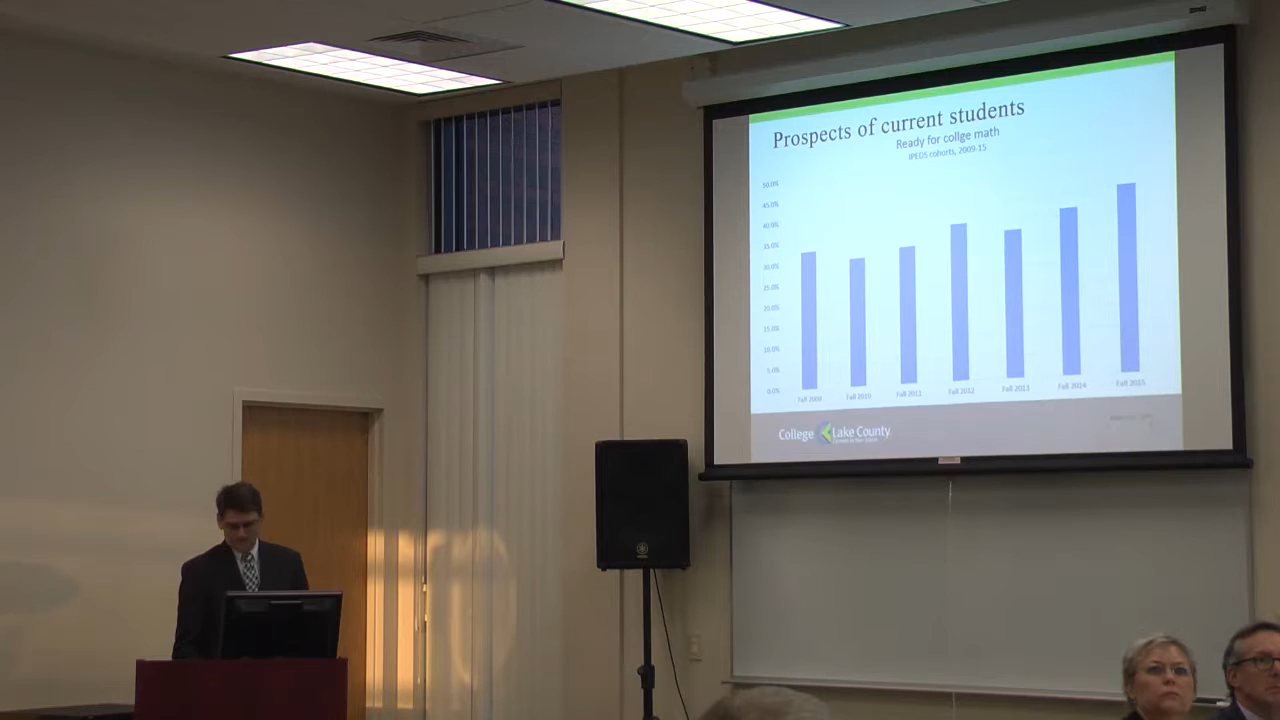 Prospects of current students
Ready for collge math
IPEDS cohorts, 2009-15
50.0%
45.0%
40.0%
35.0%
30.0%
25.0%
20.0%
15.0%
10.0%
5.0%
0.0%
Fall 2009 Fall 2010 Fall 2011 Fall 2012 Fall 2013 Fall 2014 Fall 2015
College Lake County